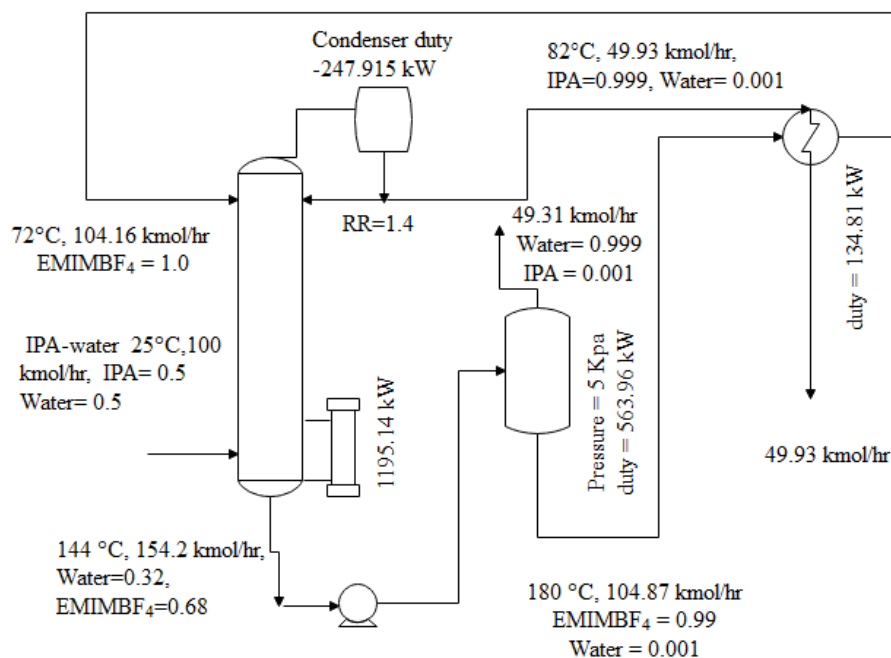 Condenser duty
-247.915 kW
82°C, 49.93 kmol/hr,
IPA=0.999, Water= 0.001
RR=1.4
49.31 kmol/hr
Water= 0.999
IPA = 0.001
72°C, 104.16 kmol/hr
EMIMBF₄ = 1.0
duty = 134.81 kW
IPA-water 25°C,100
kmol/hr, IPA= 0.5
Water= 0.5
1195.14 kW
Pressure = 5 Kpa
duty = 563.96 kW
49.93 kmol/hr
144 °C, 154.2 kmol/hr,
Water=0.32,
EMIMBF₄=0.68
180 °C, 104.87 kmol/hr
EMIMBF₄ = 0.99
Water = 0.001